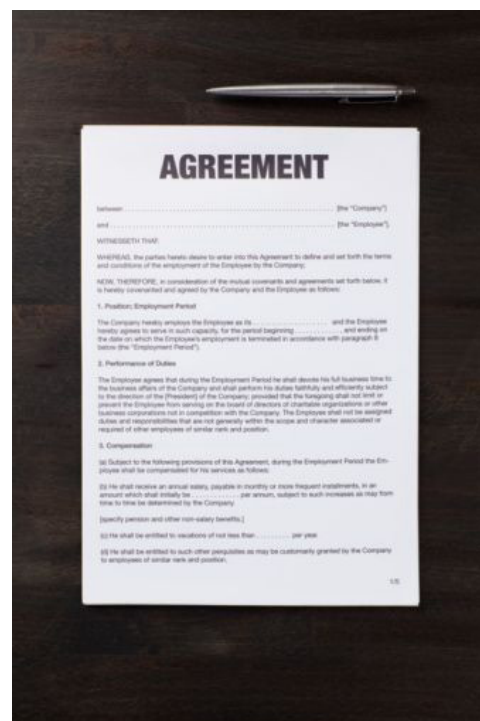 AGREEMENT
between ........................................................ [the "Company"]
and ............................................................ [the "Employee"]
WITNESSETH THAT:
WHEREAS, the parties hereto desire to enter into this Agreement to define and set forth the terms
and conditions of the employment of the Employee by the Company;
NOW, THEREFORE, in consideration of the mutual covenants and agreements set forth below, it
is hereby covenanted and agreed by the Company and the Employee as follows:
1. Position; Employment Period
The Company hereby employs the Employee as its ...................... and the Employee
hereby agrees to serve in such capacity, for the period beginning .............. , and ending on
the date on which the Employee's employment is terminated in accordance with paragraph 8
below (the "Employment Period").
2. Performance of Duties
The Employee agrees that during the Employment Period he shall devote his full business time to
the business affairs of the Company and shall perform his duties faithfully and efficiently subject
to the direction of the [President] of the Company; provided that the foregoing shall not limit or
prevent the Employee from serving on the board of directors of charitable organizations or other
business corporations not in competition with the Company. The Employee shall not be assigned
duties and responsibilities that are not generally within the scope and character associated or
required of other employees of similar rank and position.
3. Compensation
(a) Subject to the following provisions of this Agreement, during the Employment Period the Em-
ployee shall be compensated for his services as follows:
(b) He shall receive an annual salary, payable in monthly or more frequent installments, in an
amount which shall initially be ............. per annum, subject to such increases as may from
time to time be determined by the Company
[specify pension and other non-salary benefits.]
(c) He shall be entitled to vacations of not less than .......... per year.
(d) He shall be entitled to such other perquisites as may be customarily granted by the Company
to employees of similar rank and position.